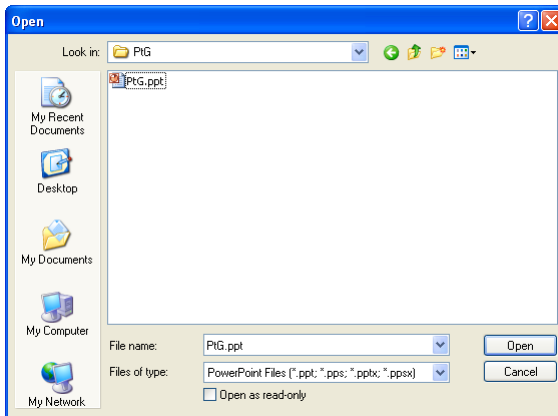 Open
Look in: PtG
PtG.ppt
My Recent
Documents
Desktop
My Documents
My Computer
My Network
File name: PtG.ppt Open
Files of type: PowerPoint Files (*.ppt; *.pps; *.pptx; *.ppsx) Cancel
Open as read-only